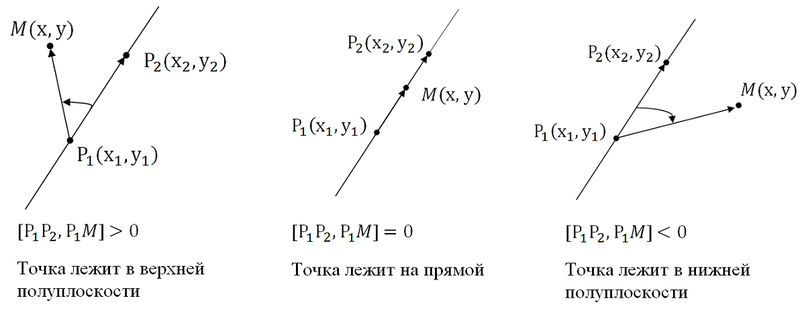 M(x, y)
P₂(x₂, y₂)
P₁(x₁, y₁)
[P₁P₂, P₁M] > 0
Точка лежит в верхней
полуплоскости
P₂(x₂, y₂)
M(x, y)
P₁(x₁, y₁)
[P₁P₂, P₁M] = 0
Точка лежит на прямой
P₂(x₂, y₂)
M(x, y)
P₁(x₁, y₁)
[P₁P₂, P₁M] < 0
Точка лежит в нижней
полуплоскости